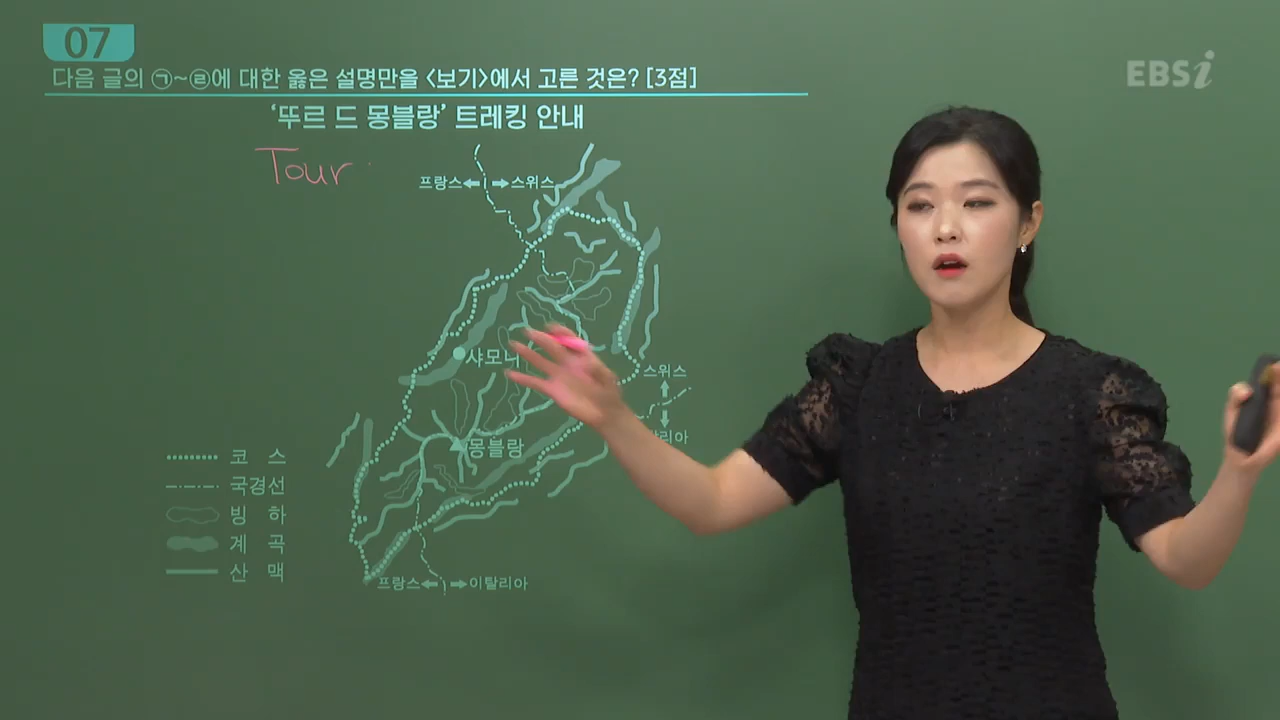 07
EBSi
다음 글의 ㉠~㉣에 대한 옳은 설명만을 <보기>에서 고른 것은? [3점]
'뚜르 드 몽블랑' 트레킹 안내
Tour
프랑스 스위스
샤모니
스위스
몽블랑
코 스
국경선
빙 하
계 곡
산 맥
프랑스 이탈리아